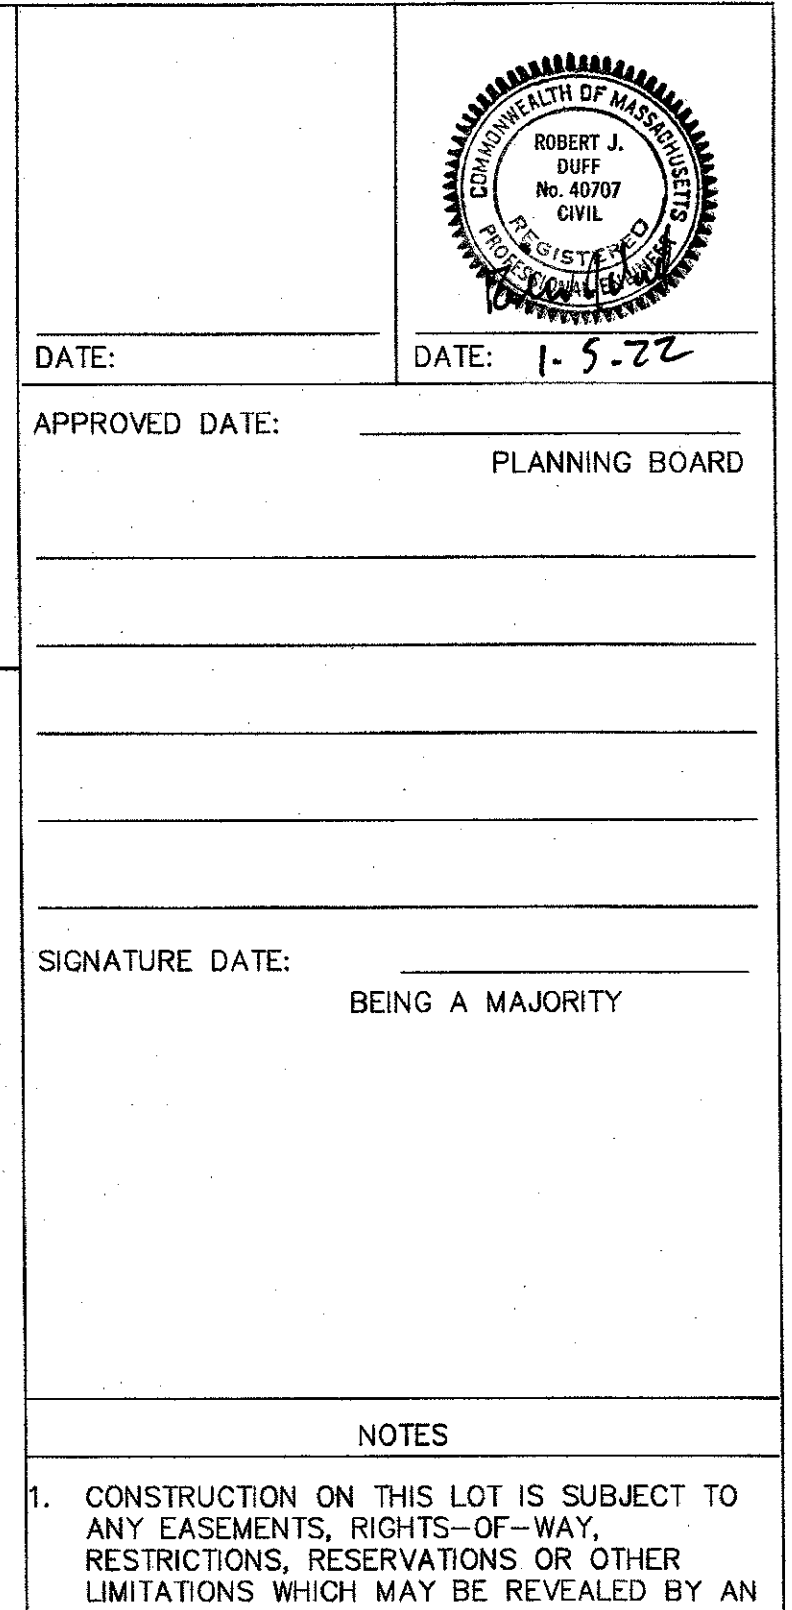 COMMONWEALTH OF MASSACHUSETTS
ROBERT J.
DUFF
No. 40707
CIVIL
REGISTERED
PROFESSIONAL ENGINEER
DATE:
DATE: 1-5-22
APPROVED DATE:
PLANNING BOARD
SIGNATURE DATE:
BEING A MAJORITY
NOTES
1. CONSTRUCTION ON THIS LOT IS SUBJECT TO
ANY EASEMENTS, RIGHTS-OF-WAY,
RESTRICTIONS, RESERVATIONS OR OTHER
LIMITATIONS WHICH MAY BE REVEALED BY AN